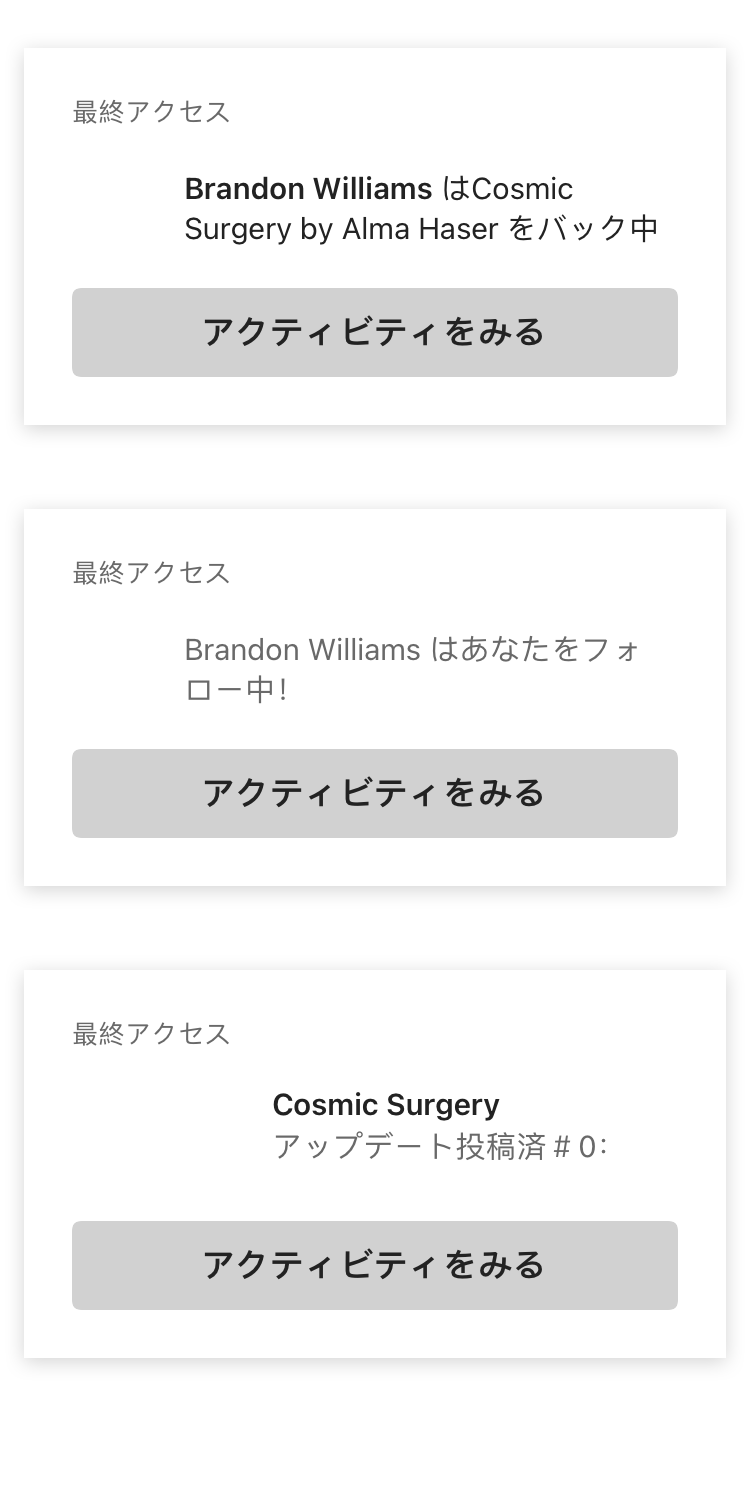 最終アクセス
Brandon Williams はCosmic
Surgery by Alma Haser をバック中
アクティビティをみる
最終アクセス
Brandon Williams はあなたをフォ
ロー中!
アクティビティをみる
最終アクセス
Cosmic Surgery
アップデート投稿済 # 0:
アクティビティをみる